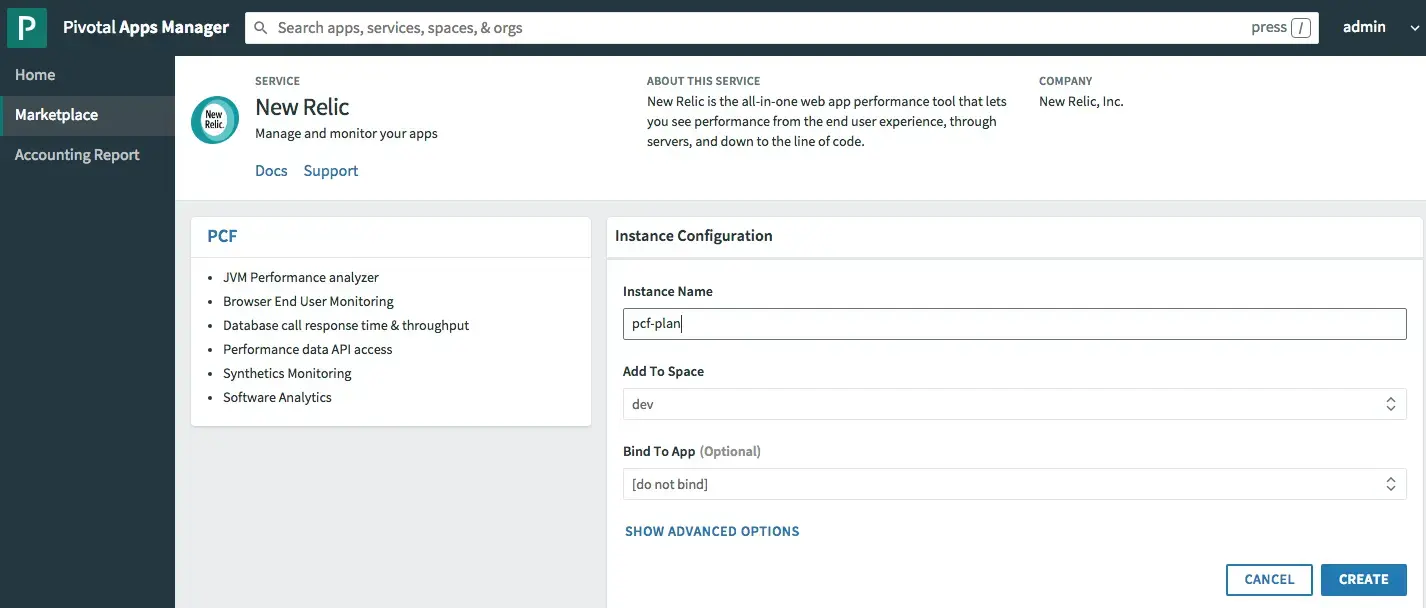 P
Pivotal Apps Manager
Search apps, services, spaces, & orgs
press /
admin
Home
Marketplace
Accounting Report
New Relic.
SERVICE
New Relic
Manage and monitor your apps
Docs Support
ABOUT THIS SERVICE
New Relic is the all-in-one web app performance tool that lets
you see performance from the end user experience, through
servers, and down to the line of code.
COMPANY
New Relic, Inc.
PCF
• JVM Performance analyzer
• Browser End User Monitoring
• Database call response time & throughput
• Performance data API access
• Synthetics Monitoring
• Software Analytics
Instance Configuration
Instance Name
pcf-plan
Add To Space
dev
Bind To App (Optional)
[do not bind]
SHOW ADVANCED OPTIONS
CANCEL CREATE